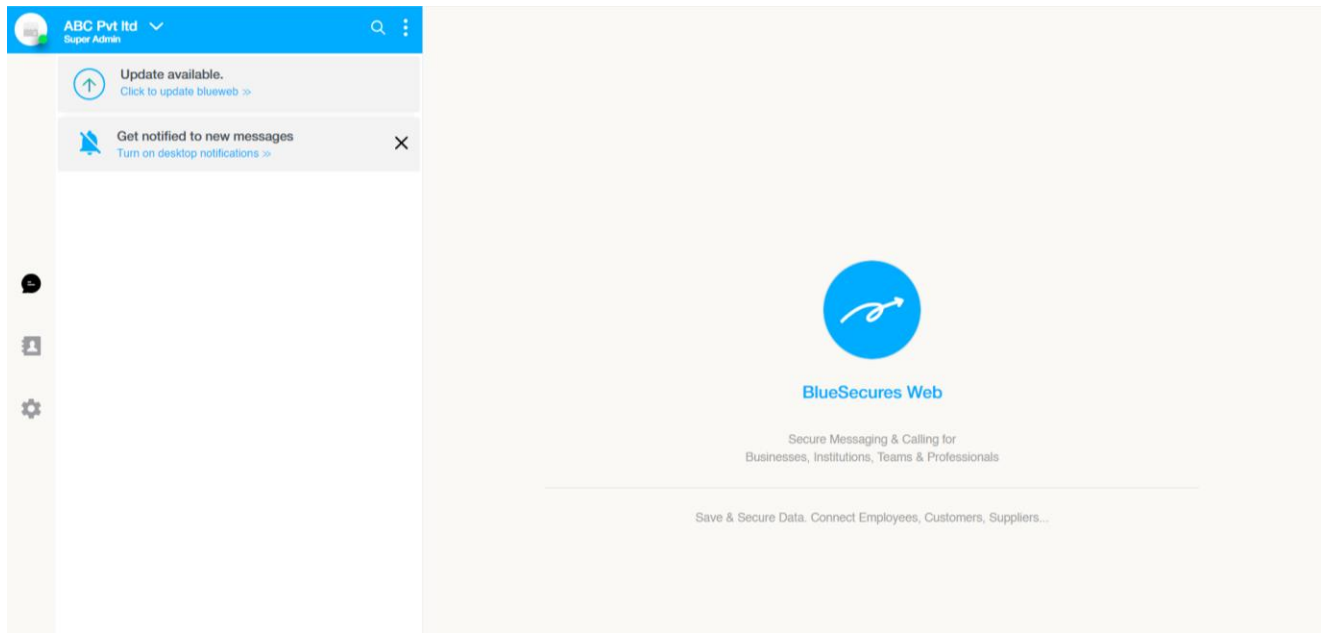 ABC Pvt ltd
Super Admin
Update available.
Click to update blueweb »
Get notified to new messages
Turn on desktop notifications »
BlueSecures Web
Secure Messaging & Calling for
Businesses, Institutions, Teams & Professionals
Save & Secure Data. Connect Employees, Customers, Suppliers...